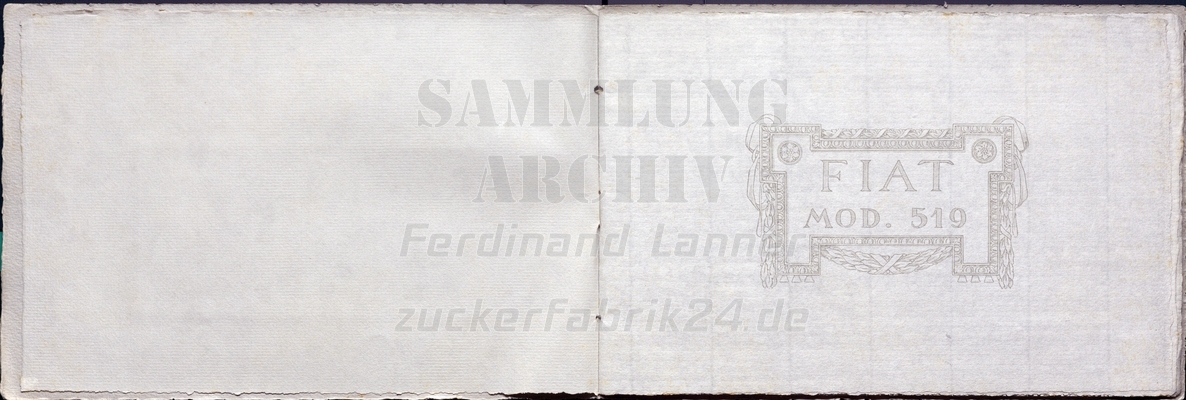 SAMMLUNG
ARCHIV
Ferdinand Lanner
zuckerfabrik24.de
FIAT
MOD. 519